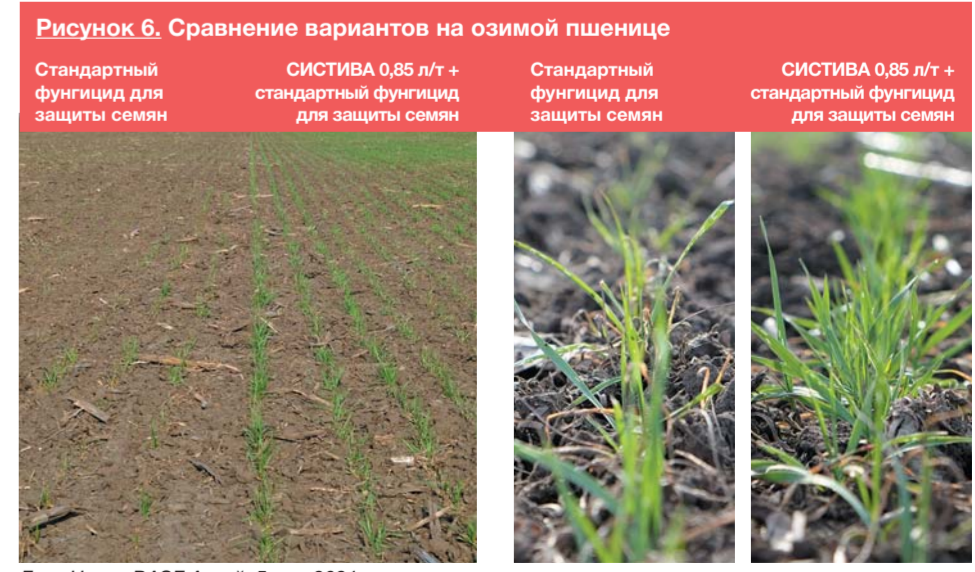 Рисунок 6. Сравнение вариантов на озимой пшенице
Стандартный
фунгицид для
защиты семян
СИСТИВА 0,85 л/т +
стандартный фунгицид
для защиты семян
Стандартный
фунгицид для
защиты семян
СИСТИВА 0,85 л/т +
стандартный фунгицид
для защиты семян